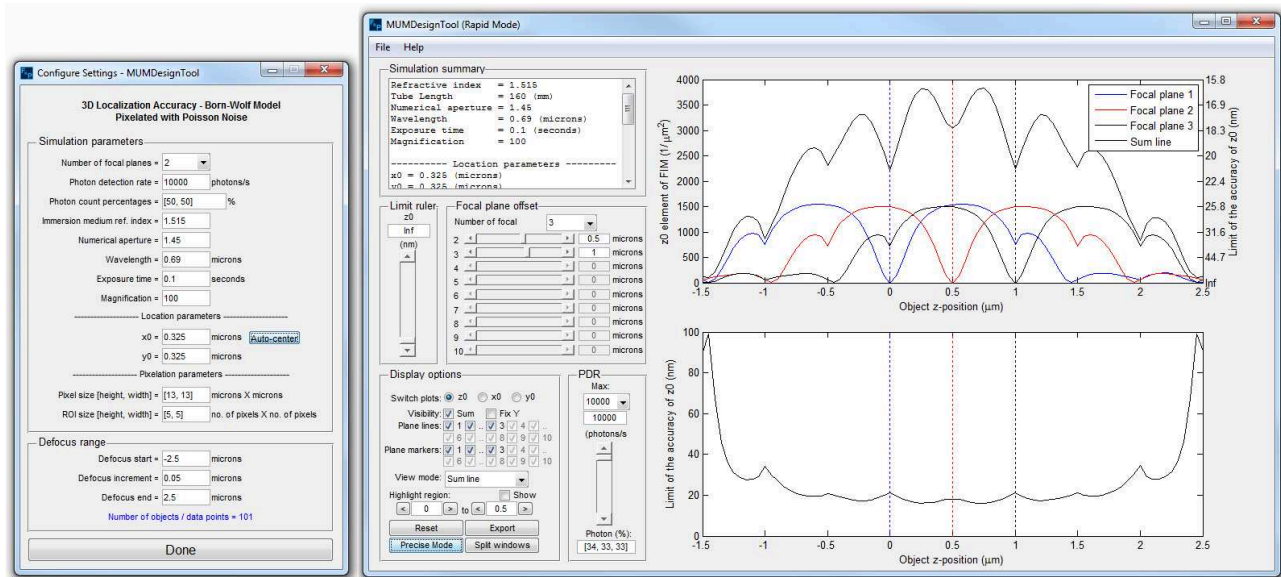 Configure Settings - MUMDesignTool
3D Localization Accuracy - Born-Wolf Model
Pixelated with Poisson Noise
Simulation parameters
Number of focal planes = 2
Photon detection rate = 10000 photons/s
Photon count percentages = [50, 50] %
Immersion medium ref. index = 1.515
Numerical aperture = 1.45
Wavelength = 0.69 microns
Exposure time = 0.1 seconds
Magnification = 100
-------------------- Location parameters --------------------
x0 = 0.325 microns Auto-center
y0 = 0.325 microns
-------------------- Pixelation parameters --------------------
Pixel size [height, width] = [13, 13] microns X microns
ROI size [height, width] = [5, 5] no. of pixels X no. of pixels
Defocus range
Defocus start = -2.5 microns
Defocus increment = 0.05 microns
Defocus end = 2.5 microns
Number of objects / data points = 101
Done
MUMDesignTool (Rapid Mode)
File Help
Simulation summary
Refractive index = 1.515
Tube Length = 160 (mm)
Numerical aperture = 1.45
Wavelength = 0.69 (microns)
Exposure time = 0.1 (seconds)
Magnification = 100
---------- Location parameters ---------
x0 = 0.325 (microns)
y0 = 0.325 (microns)
Limit ruler:
z0
Inf
(nm)
Focal plane offset
Number of focal 3
2 0.5 microns
3 1 microns
4 0 microns
5 0 microns
6 0 microns
7 0 microns
8 0 microns
9 0 microns
10 0 microns
Display options
Switch plots: z0 x0 y0
Visibility: Sum Fix Y
Plane lines: 1 .. 3 4 ..
6 .. 8 9 10
Plane markers: 1 .. 3 4 ..
6 .. 8 9 10
View mode: Sum line
Highlight region: Show
< 0 > to < 0.5 >
Reset Export
Precise Mode Split windows
PDR
Max:
10000
10000
(photons/s
Photon (%):
[34, 33, 33]
4000
3500
3000
2500
2000
1500
1000
500
0
z0 element of FIM (1/μm²)
-1.5 -1 -0.5 0 0.5 1 1.5 2 2.5
Object z-position (μm)
Focal plane 1
Focal plane 2
Focal plane 3
Sum line
15.8
16.9
18.3
20
22.4
25.8
31.6
44.7
Inf
Limit of the accuracy of z0 (nm)
100
80
60
40
20
0
Limit of the accuracy of z0 (nm)
-1.5 -1 -0.5 0 0.5 1 1.5 2 2.5
Object z-position (μm)